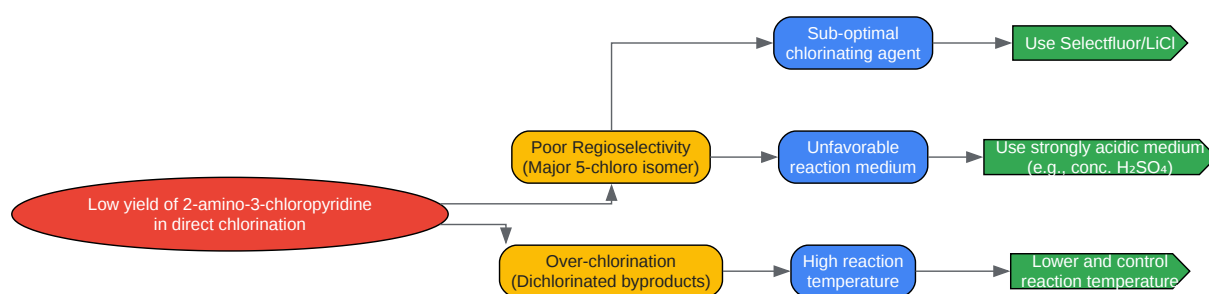 Sub-optimal
chlorinating agent
Use Selectfluor/LiCl
Poor Regioselectivity
(Major 5-chloro isomer)
Unfavorable
reaction medium
Use strongly acidic medium
(e.g., conc. H₂SO₄)
Low yield of 2-amino-3-chloropyridine
in direct chlorination
Over-chlorination
(Dichlorinated byproducts)
High reaction
temperature
Lower and control
reaction temperature